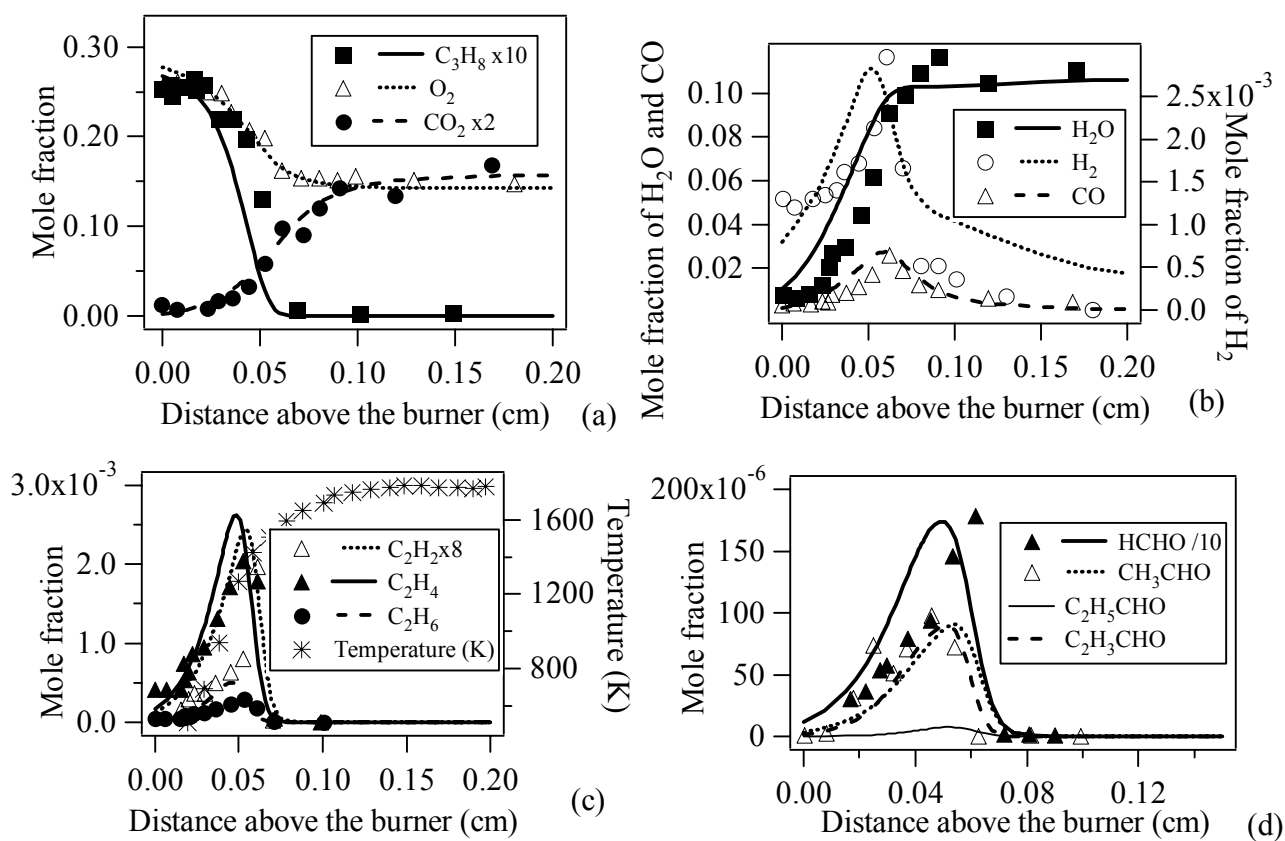 0.30
0.20
0.10
0.00
Mole fraction
C3H8 x10
O2
CO2 x2
0.00 0.05 0.10 0.15 0.20
Distance above the burner (cm)
(a)
0.10
0.08
0.06
0.04
0.02
Mole fraction of H2O and CO
H2O
H2
CO
2.5x10-3
2.0
1.5
1.0
0.5
0.0
Mole fraction of H2
0.00 0.05 0.10 0.15 0.20
Distance above the burner (cm)
(b)
3.0x10-3
2.0
1.0
0.0
Mole fraction
C2H2x8
C2H4
C2H6
Temperature (K)
1600
1200
800
Temperature (K)
0.00 0.05 0.10 0.15 0.20
Distance above the burner (cm)
(c)
200x10-6
150
100
50
0
Mole fraction
HCHO /10
CH3CHO
C2H5CHO
C2H3CHO
0.00 0.04 0.08 0.12
Distance above the burner (cm)
(d)